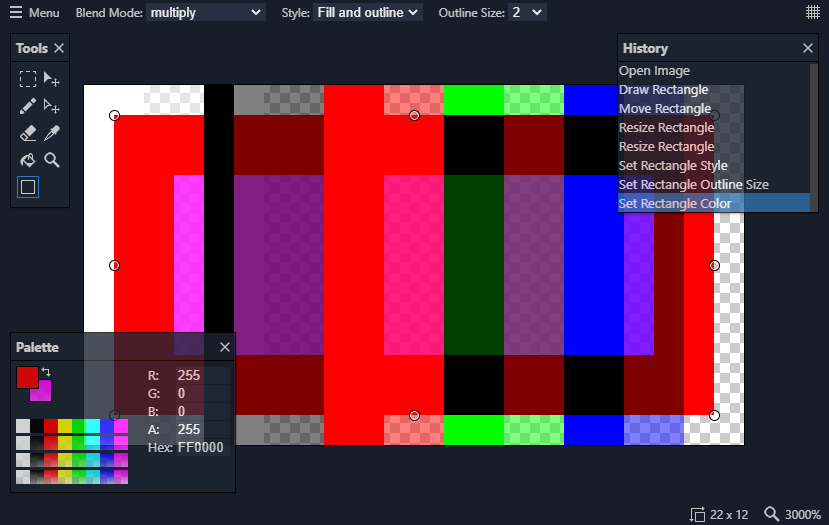 Menu Blend Mode: multiply Style: Fill and outline Outline Size: 2
Tools
History
Open Image
Draw Rectangle
Move Rectangle
Resize Rectangle
Resize Rectangle
Set Rectangle Style
Set Rectangle Outline Size
Set Rectangle Color
Palette
R: 255
G: 0
B: 0
A: 255
Hex: FF0000
22 x 12 3000%